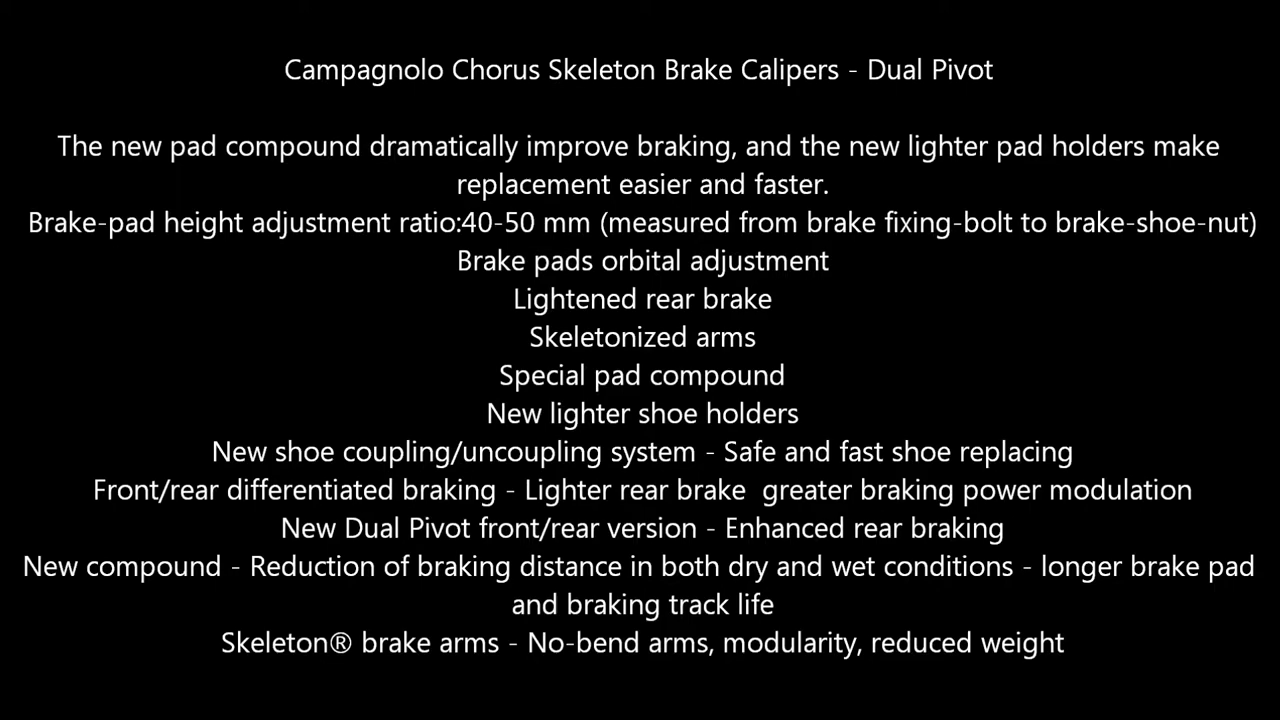 Campagnolo Chorus Skeleton Brake Calipers - Dual Pivot
The new pad compound dramatically improve braking, and the new lighter pad holders make
replacement easier and faster.
Brake-pad height adjustment ratio:40-50 mm (measured from brake fixing-bolt to brake-shoe-nut)
Brake pads orbital adjustment
Lightened rear brake
Skeletonized arms
Special pad compound
New lighter shoe holders
New shoe coupling/uncoupling system - Safe and fast shoe replacing
Front/rear differentiated braking - Lighter rear brake  greater braking power modulation
New Dual Pivot front/rear version - Enhanced rear braking
New compound - Reduction of braking distance in both dry and wet conditions - longer brake pad
and braking track life
Skeleton® brake arms - No-bend arms, modularity, reduced weight